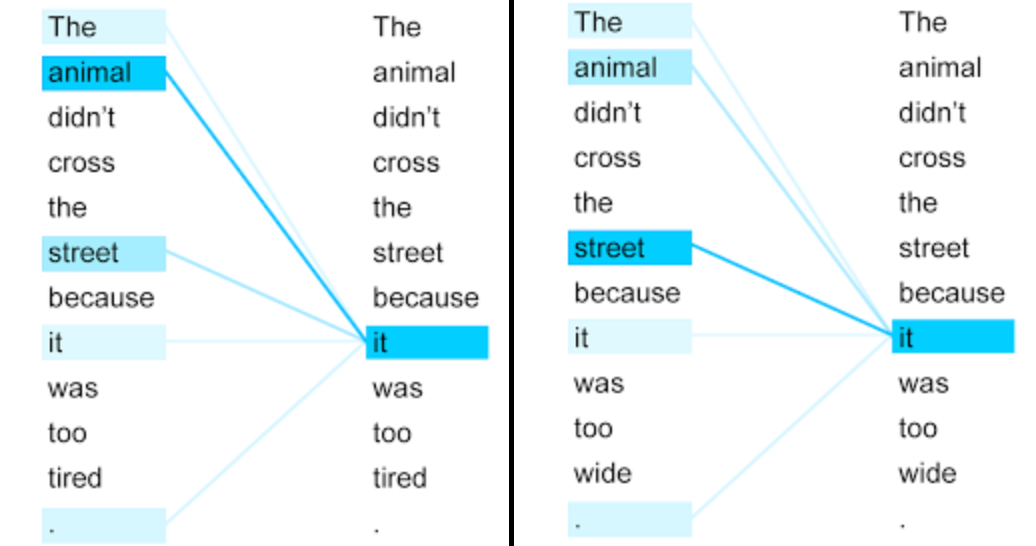 The The
animal animal
didn't didn't
cross cross
the the
street street
because because
it it
was was
too too
tired tired
. .
The The
animal animal
didn't didn't
cross cross
the the
street street
because because
it it
was was
too too
wide wide
. .